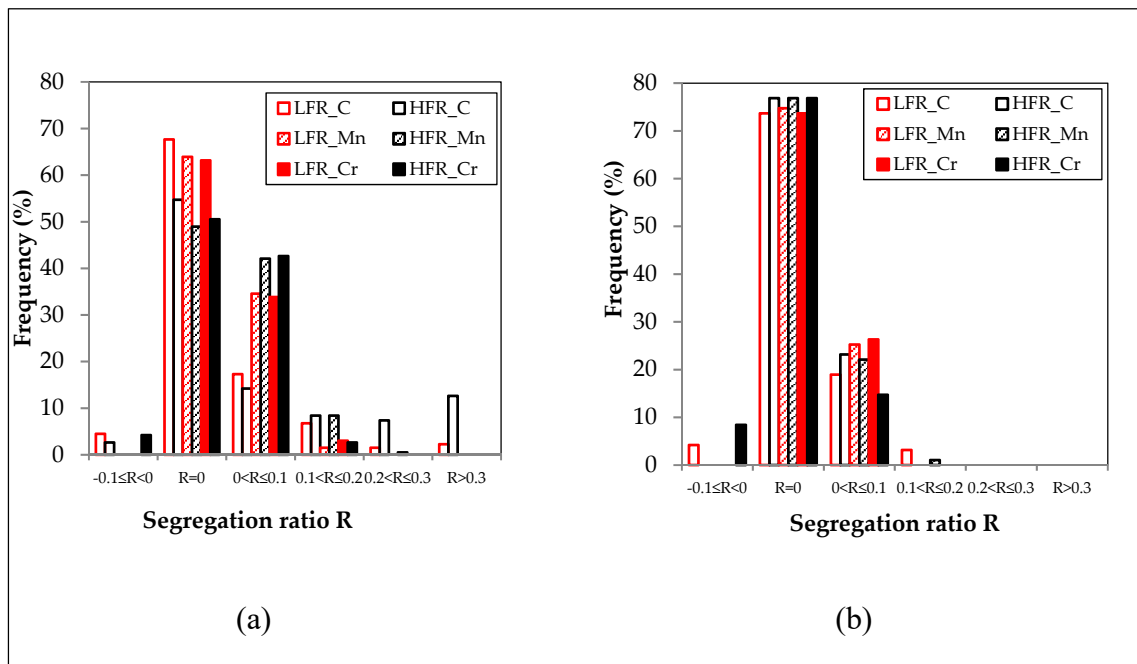 80
70
60
50
40
30
20
10
0
Frequency (%)
LFR_C HFR_C
LFR_Mn HFR_Mn
LFR_Cr HFR_Cr
-0.1≤R<0 R=0 0<R≤0.1 0.1<R≤0.2 0.2<R≤0.3 R>0.3
Segregation ratio R
(a)
80
70
60
50
40
30
20
10
0
Frequency (%)
LFR_C HFR_C
LFR_Mn HFR_Mn
LFR_Cr HFR_Cr
-0.1≤R<0 R=0 0<R≤0.1 0.1<R≤0.2 0.2<R≤0.3 R>0.3
Segregation ratio R
(b)